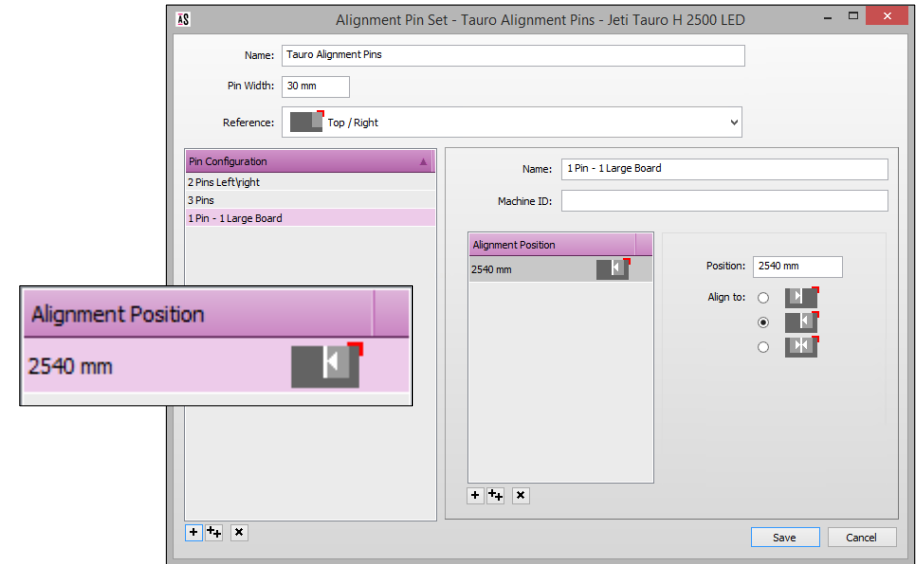 AS
Alignment Pin Set - Tauro Alignment Pins - Jeti Tauro H 2500 LED
Name: Tauro Alignment Pins
Pin Width: 30 mm
Reference: Top / Right
Pin Configuration
2 Pins Left\right
3 Pins
1 Pin - 1 Large Board
Name: 1 Pin - 1 Large Board
Machine ID:
Alignment Position
2540 mm
Position: 2540 mm
Align to:
Alignment Position
2540 mm
Save Cancel